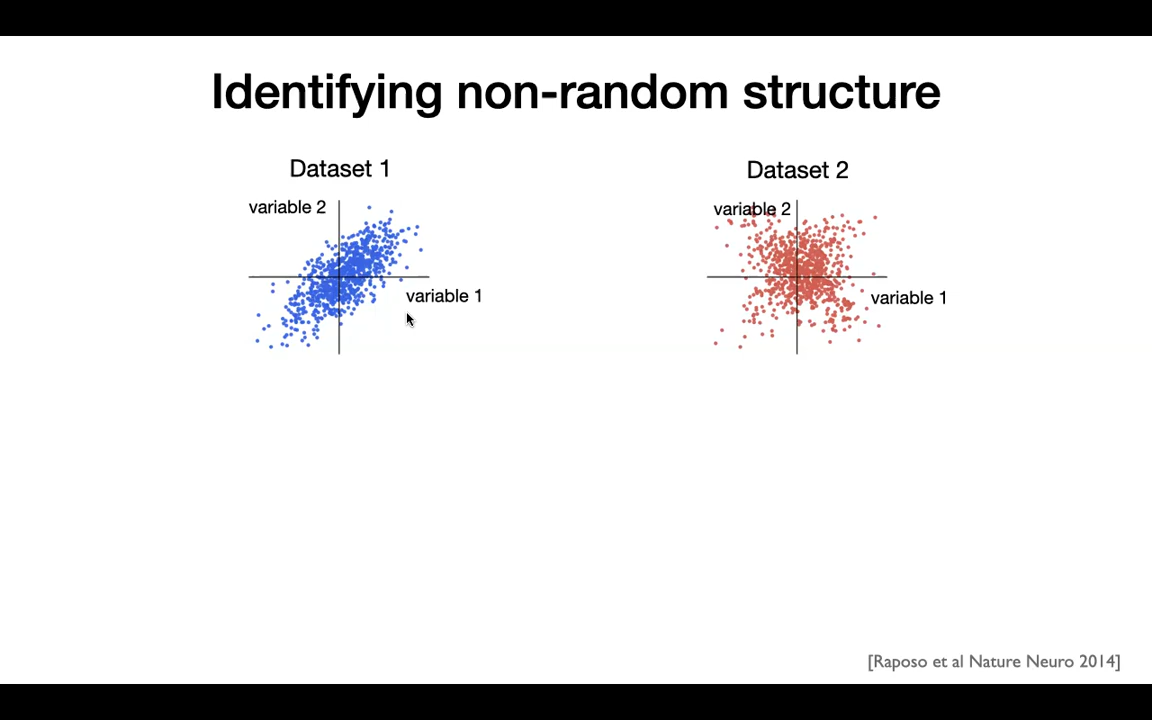 Identifying non-random structure
Dataset 1
variable 2
variable 1
Dataset 2
variable 2
variable 1
[Raposo et al Nature Neuro 2014]